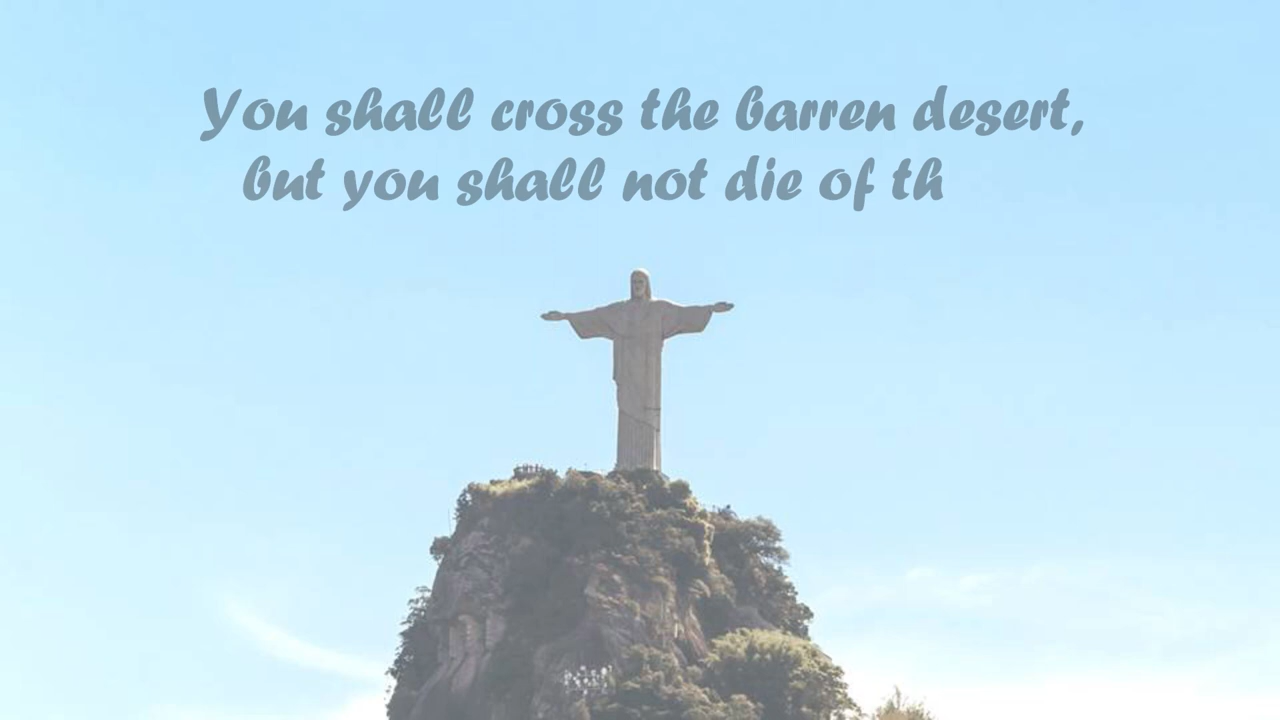 You shall cross the barren desert,
but you shall not die of th